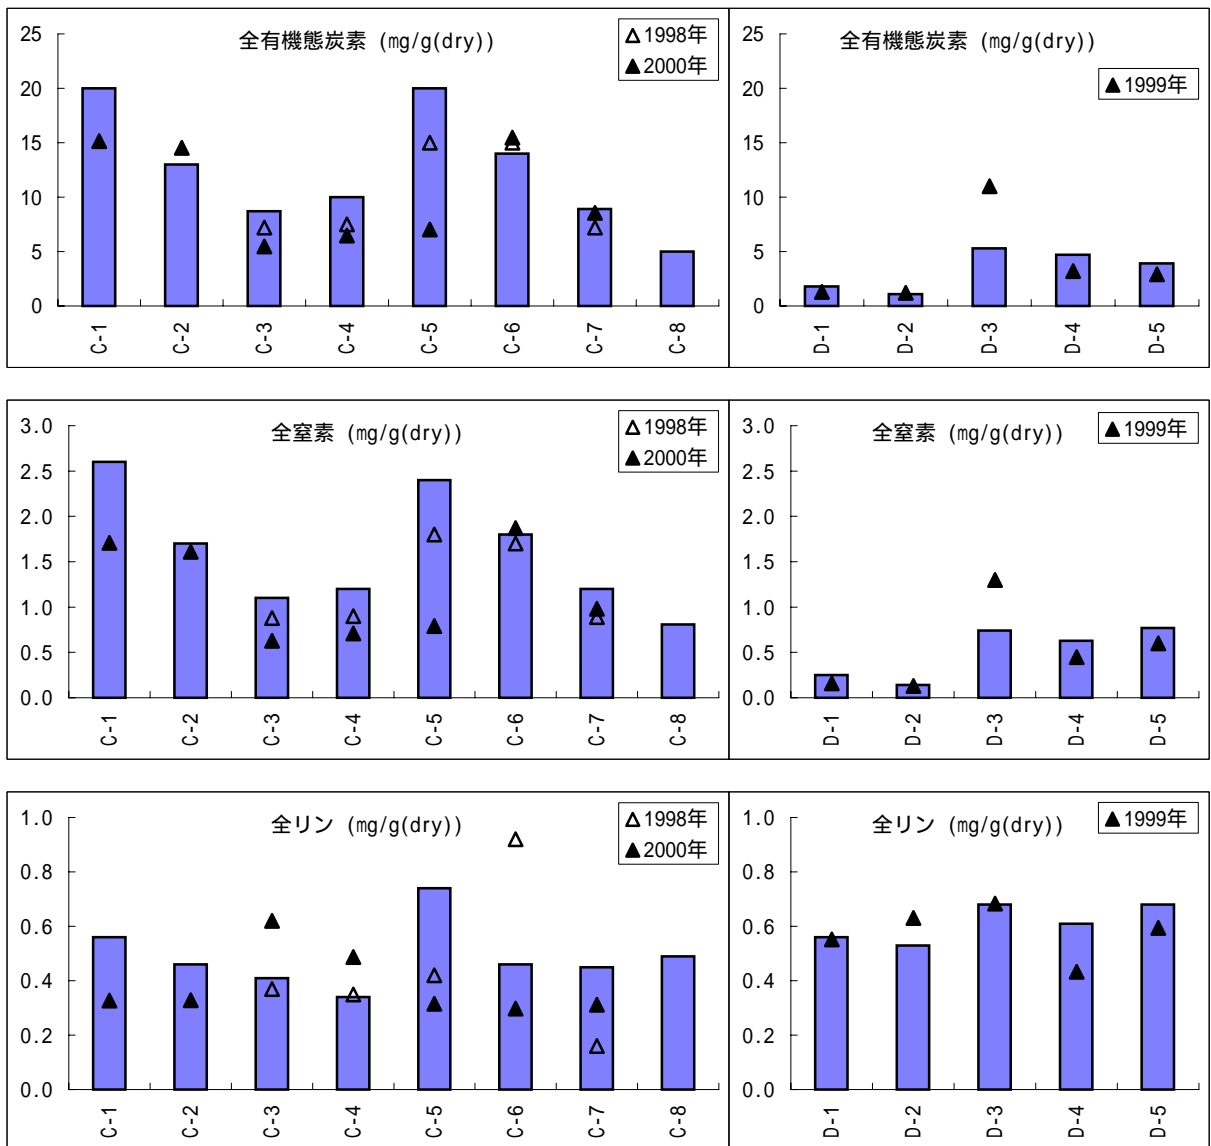 全有機態炭素 (mg/g(dry))
△1998年
▲2000年
25
20
15
10
5
0
C-1
C-2
C-3
C-4
C-5
C-6
C-7
C-8
全有機態炭素 (mg/g(dry))
▲1999年
25
20
15
10
5
0
D-1
D-2
D-3
D-4
D-5
全窒素 (mg/g(dry))
△1998年
▲2000年
3.0
2.5
2.0
1.5
1.0
0.5
0.0
C-1
C-2
C-3
C-4
C-5
C-6
C-7
C-8
全窒素 (mg/g(dry))
▲1999年
3.0
2.5
2.0
1.5
1.0
0.5
0.0
D-1
D-2
D-3
D-4
D-5
全リン (mg/g(dry))
△1998年
▲2000年
1.0
0.8
0.6
0.4
0.2
0.0
C-1
C-2
C-3
C-4
C-5
C-6
C-7
C-8
全リン (mg/g(dry))
▲1999年
1.0
0.8
0.6
0.4
0.2
0.0
D-1
D-2
D-3
D-4
D-5